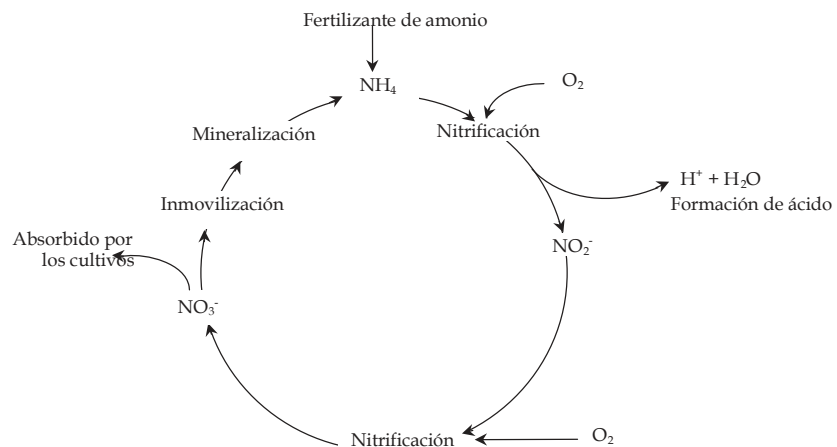 Fertilizante de amonio
NH₄
O₂
Nitrificación
H⁺ + H₂O
Formación de ácido
NO₂⁻
O₂
Nitrificación
NO₃⁻
Absorbido por
los cultivos
Inmovilización
Mineralización